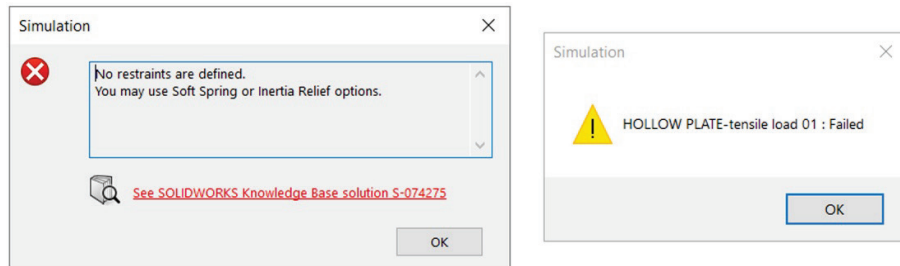 Simulation
No restraints are defined.
You may use Soft Spring or Inertia Relief options.
See SOLIDWORKS Knowledge Base solution S-074275
OK
Simulation
HOLLOW PLATE-tensile load 01 : Failed
OK